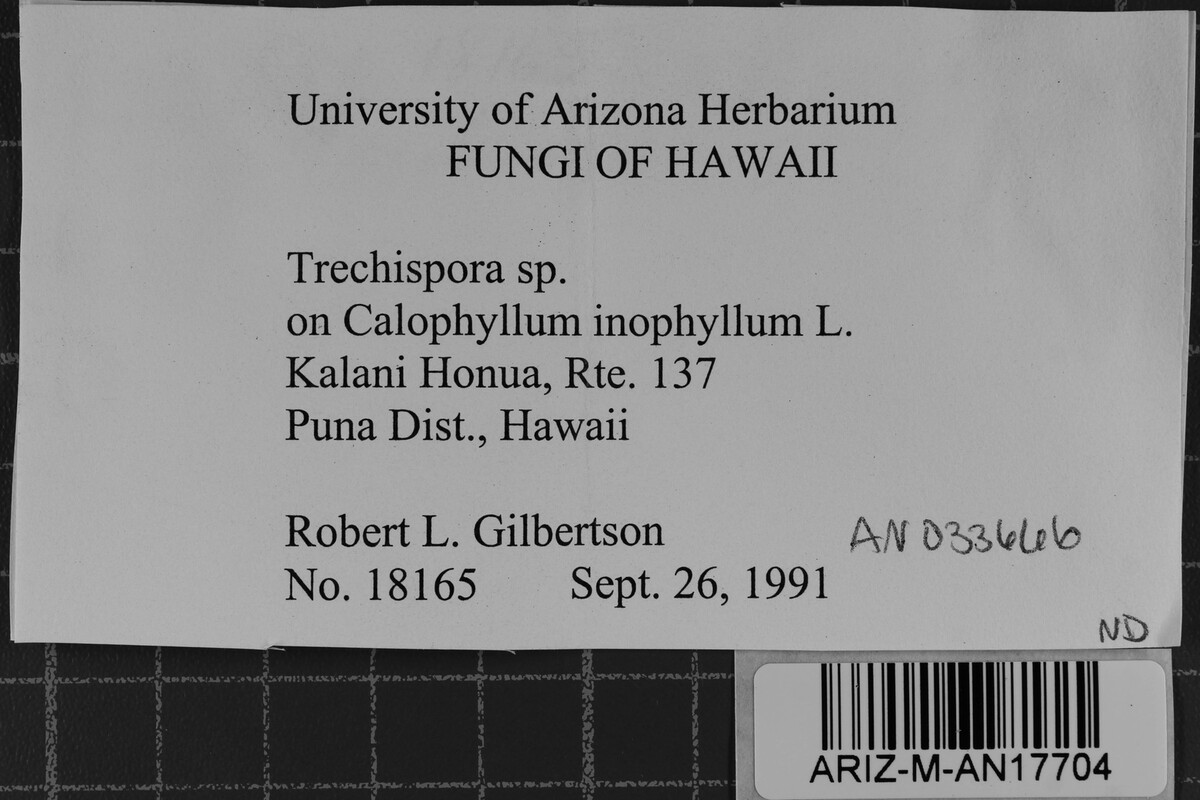 University of Arizona Herbarium
FUNGI OF HAWAII
Trechispora sp.
on Calophyllum inophyllum L.
Kalani Honua, Rte. 137
Puna Dist., Hawaii
Robert L. Gilbertson
AN 033666
No. 18165 Sept. 26, 1991
ND
ARIZ-M-AN17704